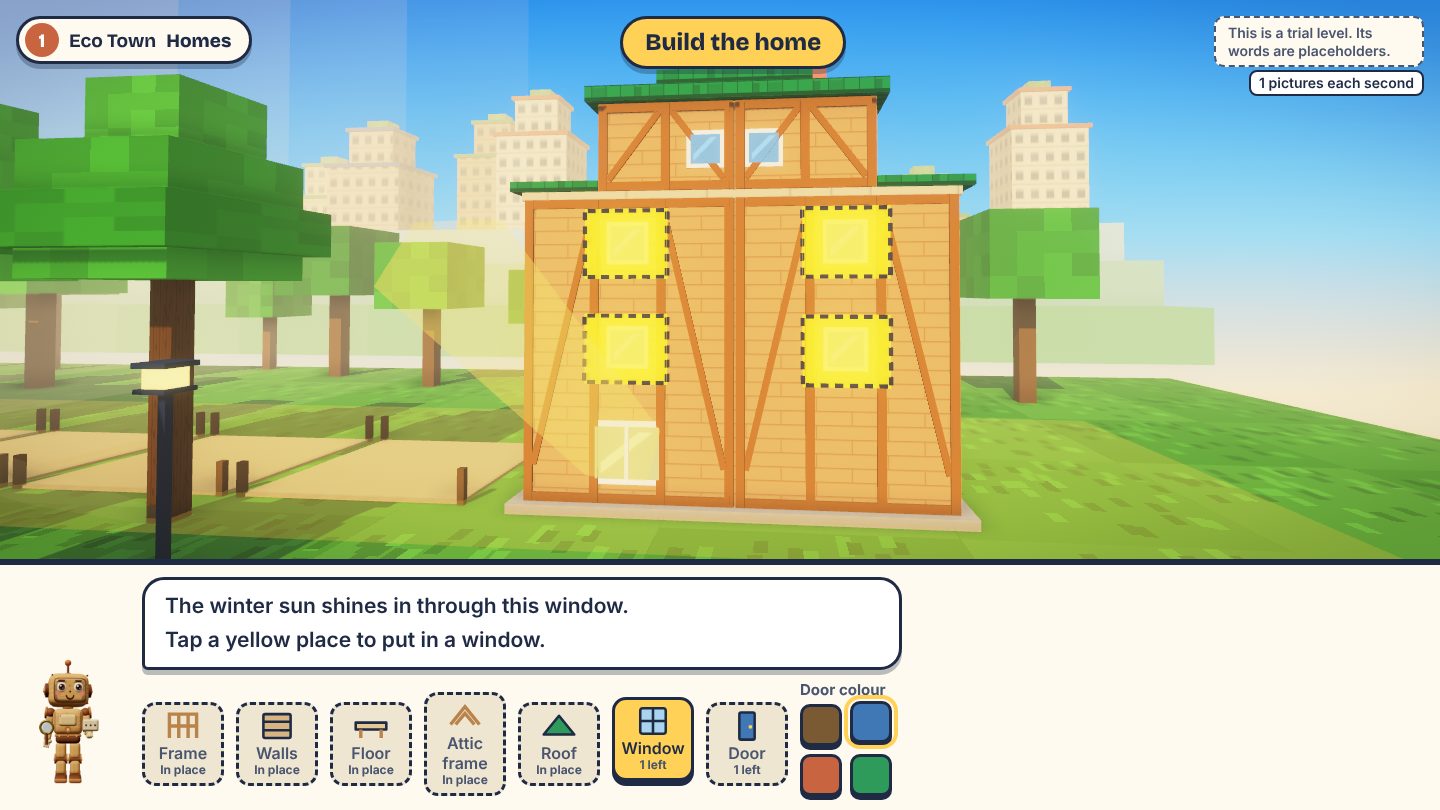 1 Eco Town Homes
Build the home
This is a trial level. Its
words are placeholders.
1 pictures each second
The winter sun shines in through this window.
Tap a yellow place to put in a window.
Frame
In place
Walls
In place
Floor
In place
Attic
frame
In place
Roof
In place
Window
1 left
Door
1 left
Door colour